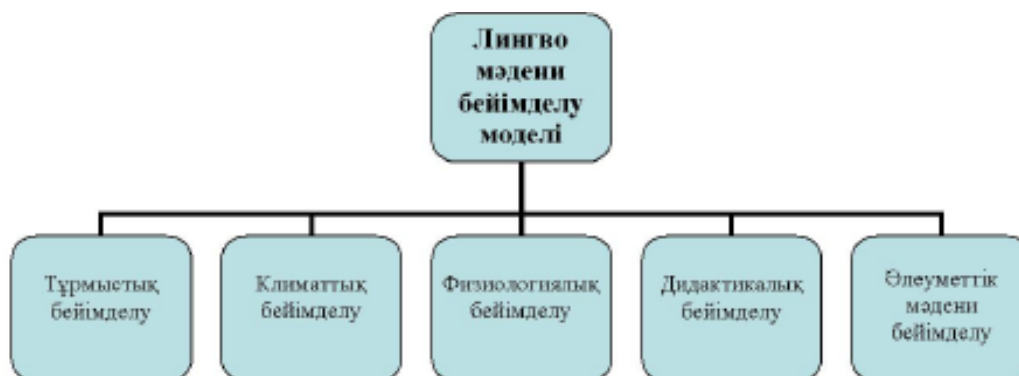 Лингво
мәдени
бейімделу
моделі
Тұрмыстық
бейімделу
Климаттық
бейімделу
Физиологиялық
бейімделу
Дидактикалық
бейімделу
Әлеуметтік
мәдени
бейімделу